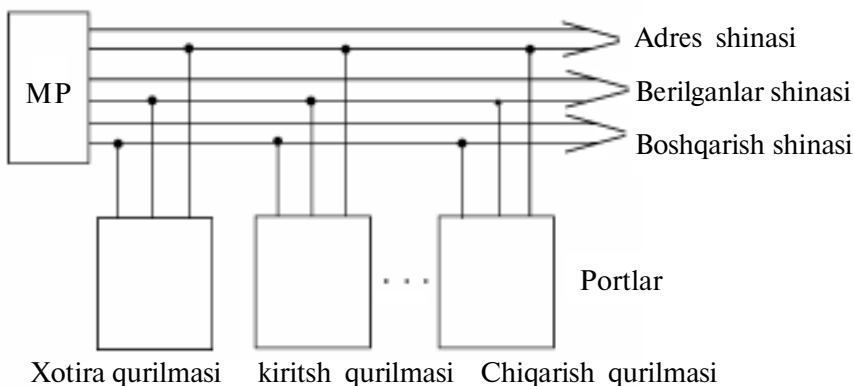 MP
Adres shinasi
Berilganlar shinasi
Boshqarish shinasi
Portlar
Xotira qurilmasi kiritsh qurilmasi Chiqarish qurilmasi